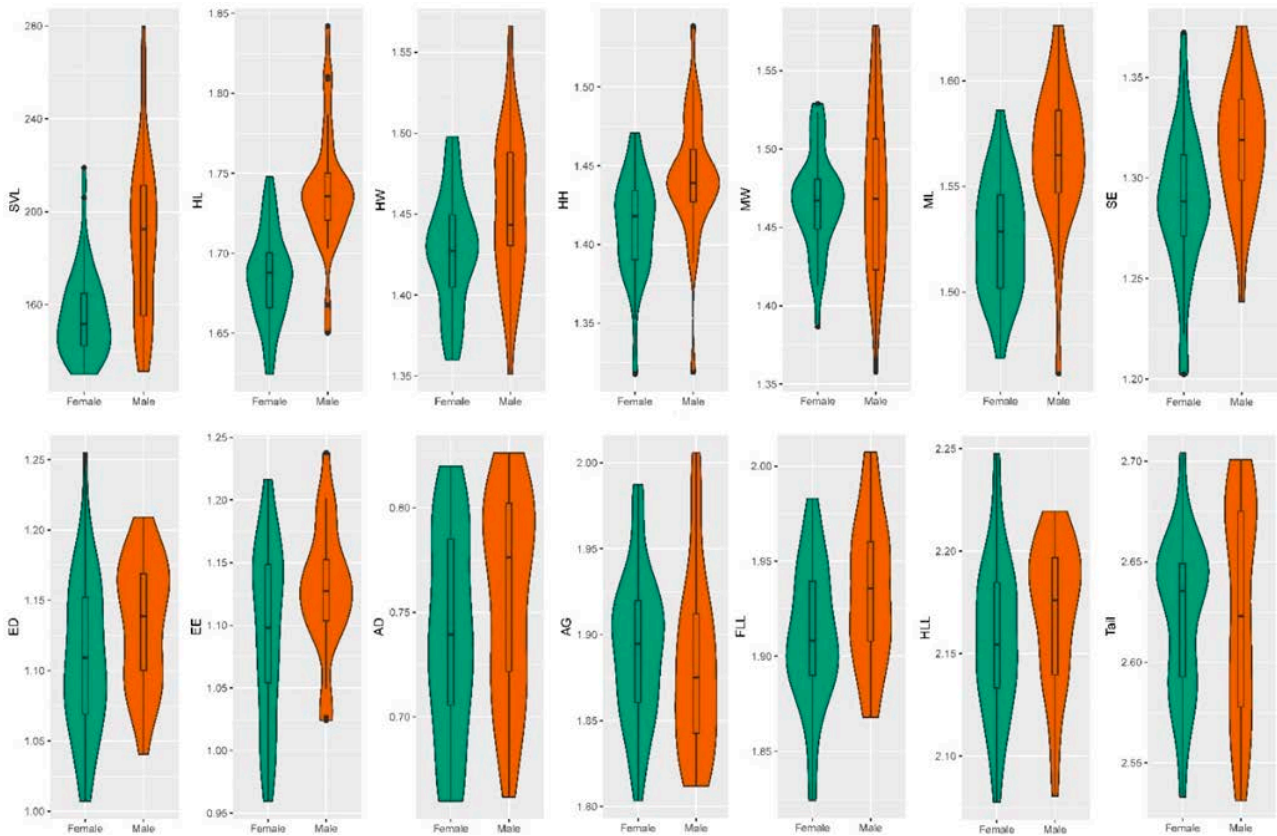 SVL
280
240
200
160
Female Male
HL
1.85
1.80
1.75
1.70
1.65
Female Male
HW
1.55
1.50
1.45
1.40
1.35
Female Male
HH
1.50
1.45
1.40
1.35
Female Male
MW
1.55
1.50
1.45
1.40
1.35
Female Male
ML
1.60
1.55
1.50
Female Male
SE
1.35
1.30
1.25
1.20
Female Male
ED
1.25
1.20
1.15
1.10
1.05
1.00
Female Male
EE
1.25
1.20
1.15
1.10
1.05
1.00
0.95
Female Male
AD
0.80
0.75
0.70
Female Male
AG
2.00
1.95
1.90
1.85
1.80
Female Male
FLL
2.00
1.95
1.90
1.85
Female Male
HLL
2.25
2.20
2.15
2.10
Female Male
Tail
2.70
2.65
2.60
2.55
Female Male